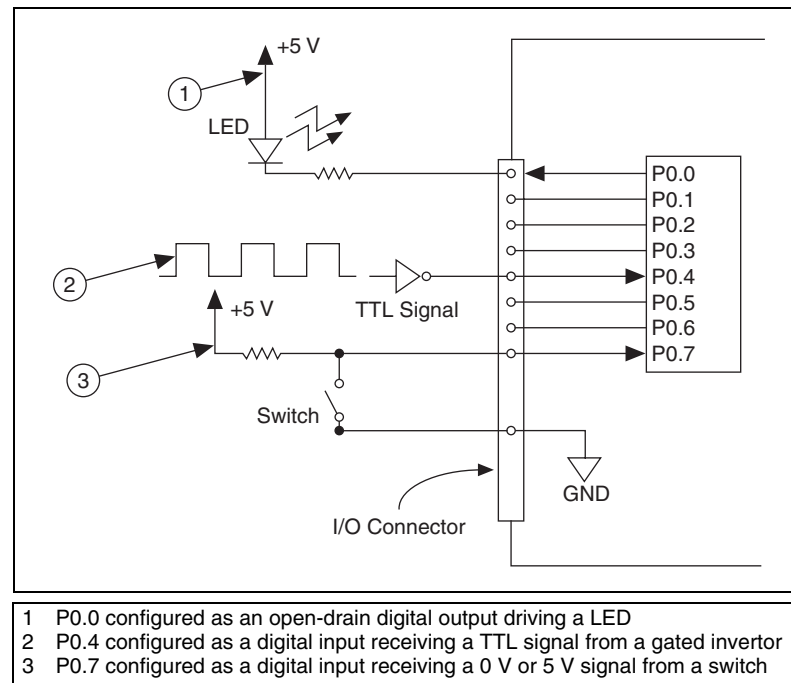 +5 V
1
LED
P0.0
P0.1
P0.2
P0.3
P0.4
P0.5
P0.6
P0.7
2
TTL Signal
+5 V
3
Switch
GND
I/O Connector
1 P0.0 configured as an open-drain digital output driving a LED
2 P0.4 configured as a digital input receiving a TTL signal from a gated invertor
3 P0.7 configured as a digital input receiving a 0 V or 5 V signal from a switch